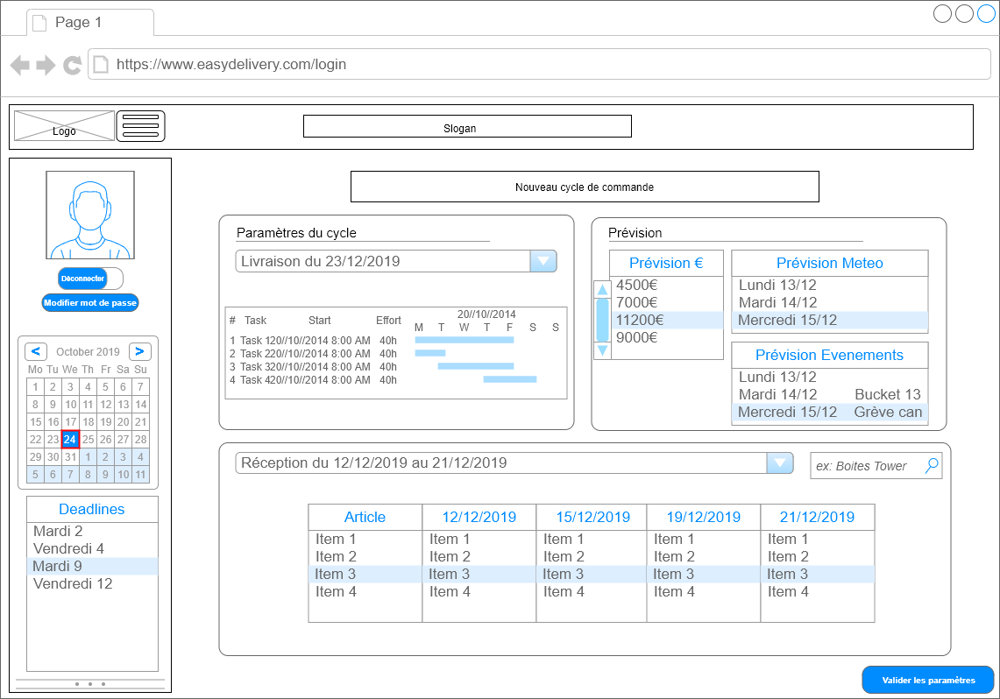 Page 1
https://www.easydelivery.com/login
Logo
Slogan
Déconnecter
Modifier mot de passe
< October 2019 >
Mo Tu We Th Fr Sa Su
1 2 3 4 5 6 7
8 9 10 11 12 13 14
15 16 17 18 19 20 21
22 23 24 25 26 27 28
29 30 31 1 2 3 4
5 6 7 8 9 10 11
Deadlines
Mardi 2
Vendredi 4
Mardi 9
Vendredi 12
Nouveau cycle de commande
Paramètres du cycle
Livraison du 23/12/2019
20//10//2014
# Task Start Effort M T W T F S S
1 Task 120//10//2014 8:00 AM 40h
2 Task 220//10//2014 8:00 AM 40h
3 Task 320//10//2014 8:00 AM 40h
4 Task 420//10//2014 8:00 AM 40h
Prévision
Prévision €
4500€
7000€
11200€
9000€
Prévision Meteo
Lundi 13/12
Mardi 14/12
Mercredi 15/12
Prévision Evenements
Lundi 13/12
Mardi 14/12 Bucket 13
Mercredi 15/12 Grève can
Réception du 12/12/2019 au 21/12/2019
ex: Boites Tower
Article 12/12/2019 15/12/2019 19/12/2019 21/12/2019
Item 1 Item 1 Item 1 Item 1 Item 1
Item 2 Item 2 Item 2 Item 2 Item 2
Item 3 Item 3 Item 3 Item 3 Item 3
Item 4 Item 4 Item 4 Item 4 Item 4
Valider les paramètres